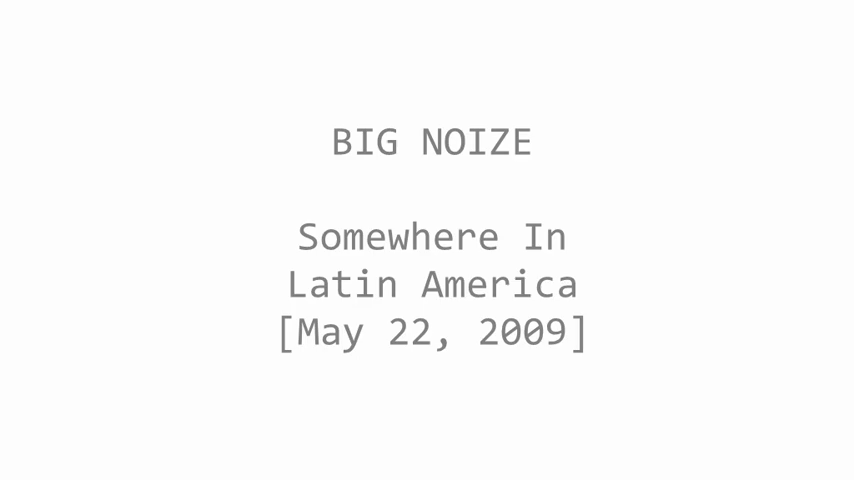 BIG NOIZE
Somewhere In
Latin America
[May 22, 2009]